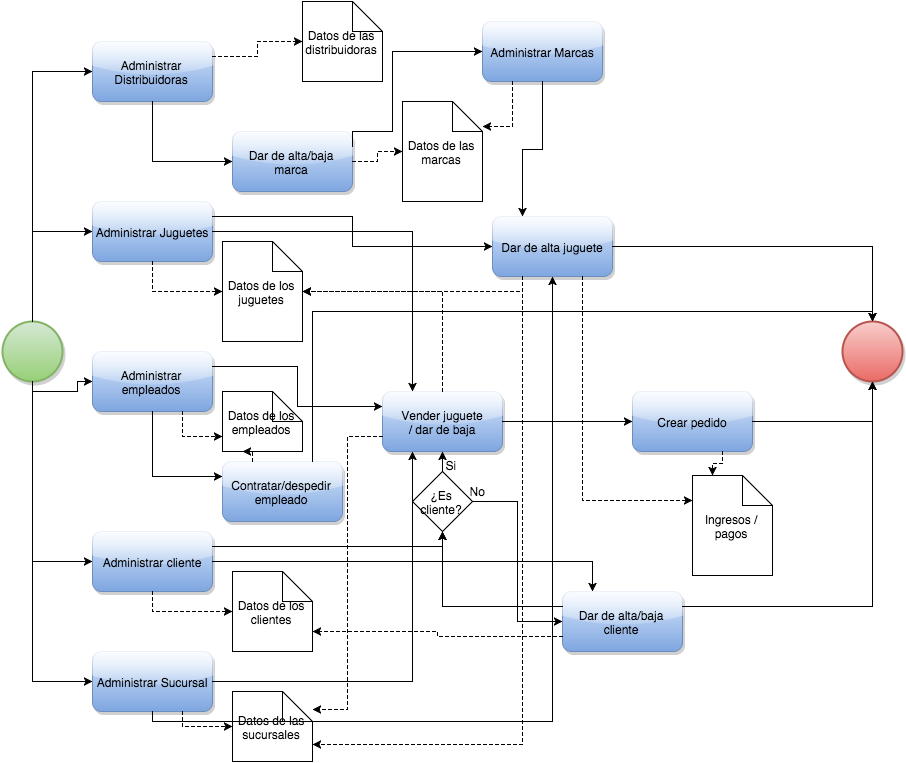 Datos de las
distribuidoras
Administrar Marcas
Administrar
Distribuidoras
Dar de alta/baja
marca
Datos de las
marcas
Administrar Juguetes
Dar de alta juguete
Datos de los
juguetes
Administrar
empleados
Datos de los
empleados
Vender juguete
/ dar de baja
Crear pedido
Si
Contratar/despedir
empleado
¿Es
cliente?
No
Ingresos /
pagos
Administrar cliente
Datos de los
clientes
Dar de alta/baja
cliente
Administrar Sucursal
Datos de las
sucursales